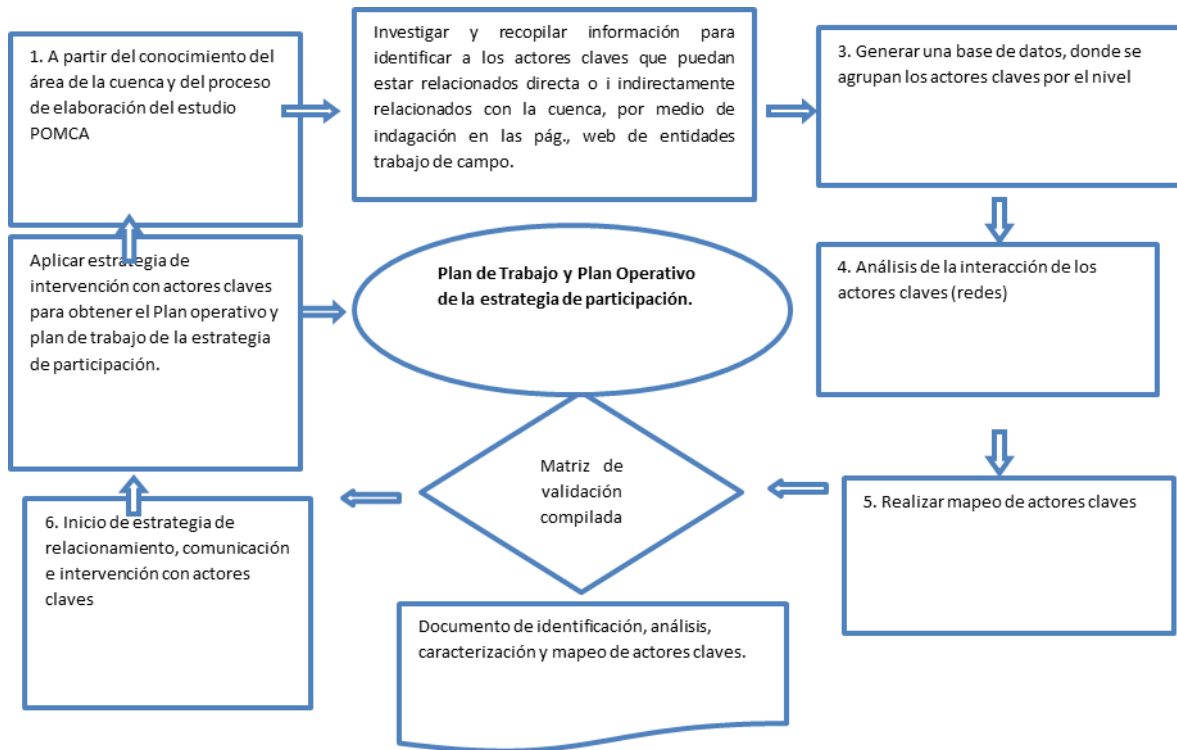 1. A partir del conocimiento del
área de la cuenca y del proceso
de elaboración del estudio
POMCA
Investigar y recopilar información para
identificar a los actores claves que puedan
estar relacionados directa o i indirectamente
relacionados con la cuenca, por medio de
indagación en las pág., web de entidades
trabajo de campo.
3. Generar una base de datos, donde se
agrupan los actores claves por el nivel
4. Análisis de la interacción de los
actores claves (redes)
5. Realizar mapeo de actores claves
Matriz de
validación
compilada
Documento de identificación, análisis,
caracterización y mapeo de actores claves.
6. Inicio de estrategia de
relacionamiento, comunicación
e intervención con actores
claves
Aplicar estrategia de
intervención con actores claves
para obtener el Plan operativo y
plan de trabajo de la estrategia
de participación.
Plan de Trabajo y Plan Operativo
de la estrategia de participación.